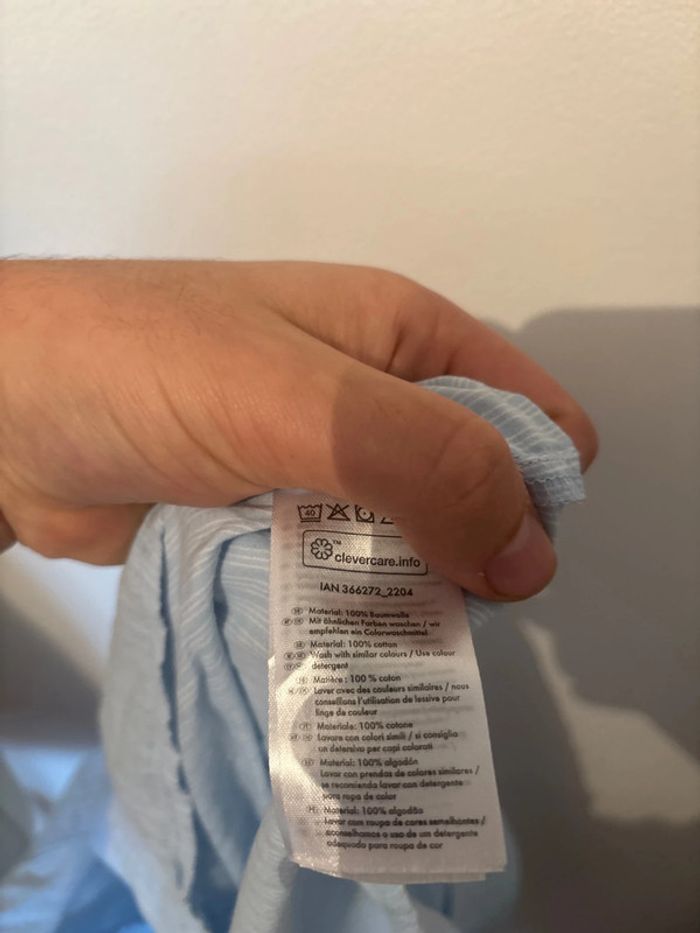 40
™
clevercare.info
IAN 366272_2204
Material: 100% Baumwolle
Mit ähnlichen Farben waschen / wir
empfehlen ein Colorwaschmittel
Material: 100% cotton
Wash with similar colours / Use colour
detergent
Matière : 100 % coton
Laver avec des couleurs similaires / nous
conseillons l'utilisation de lessive pour
linge de couleur
Materiale: 100% cotone
Lavare con colori simili / si consiglia
un detersivo per capi colorati
Material: 100% algodón
Lavar con prendas de colores similares /
se recomienda lavar con detergente
para ropa de color
Material: 100% algodão
Lavar com roupa de cores semelhantes /
aconselhamos o uso de um detergente
adequado para roupa de cor